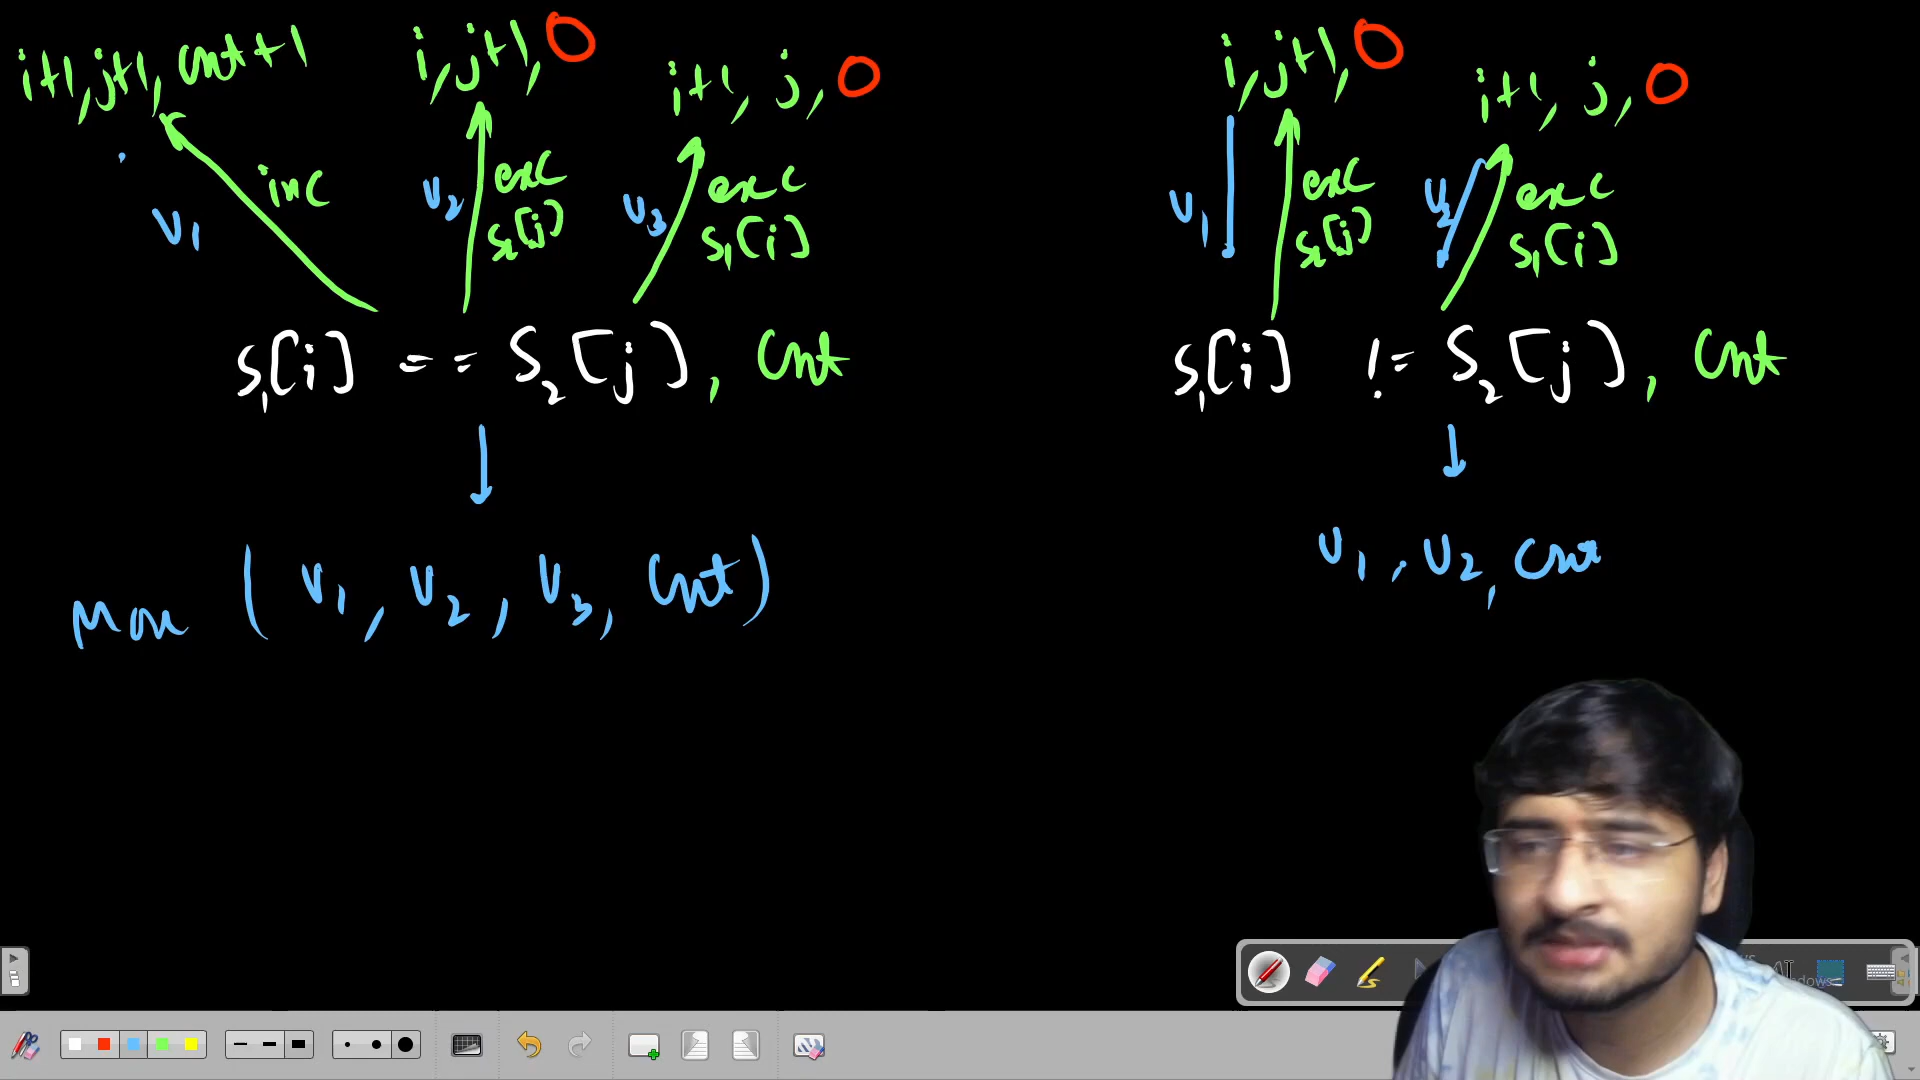 i+1, j+1, cnt+1
i, j+1, 0
i+1, j, 0
inc
v1
v2
exc
s2[j]
v3
exc
s1[i]
s1[i] == s2[j], cnt
max (v1, v2, v3, cnt)
i, j+1, 0
i+1, j, 0
v1
exc
s2[j]
v2
exc
s1[i]
s1[i] != s2[j], cnt
v1, v2, cnt